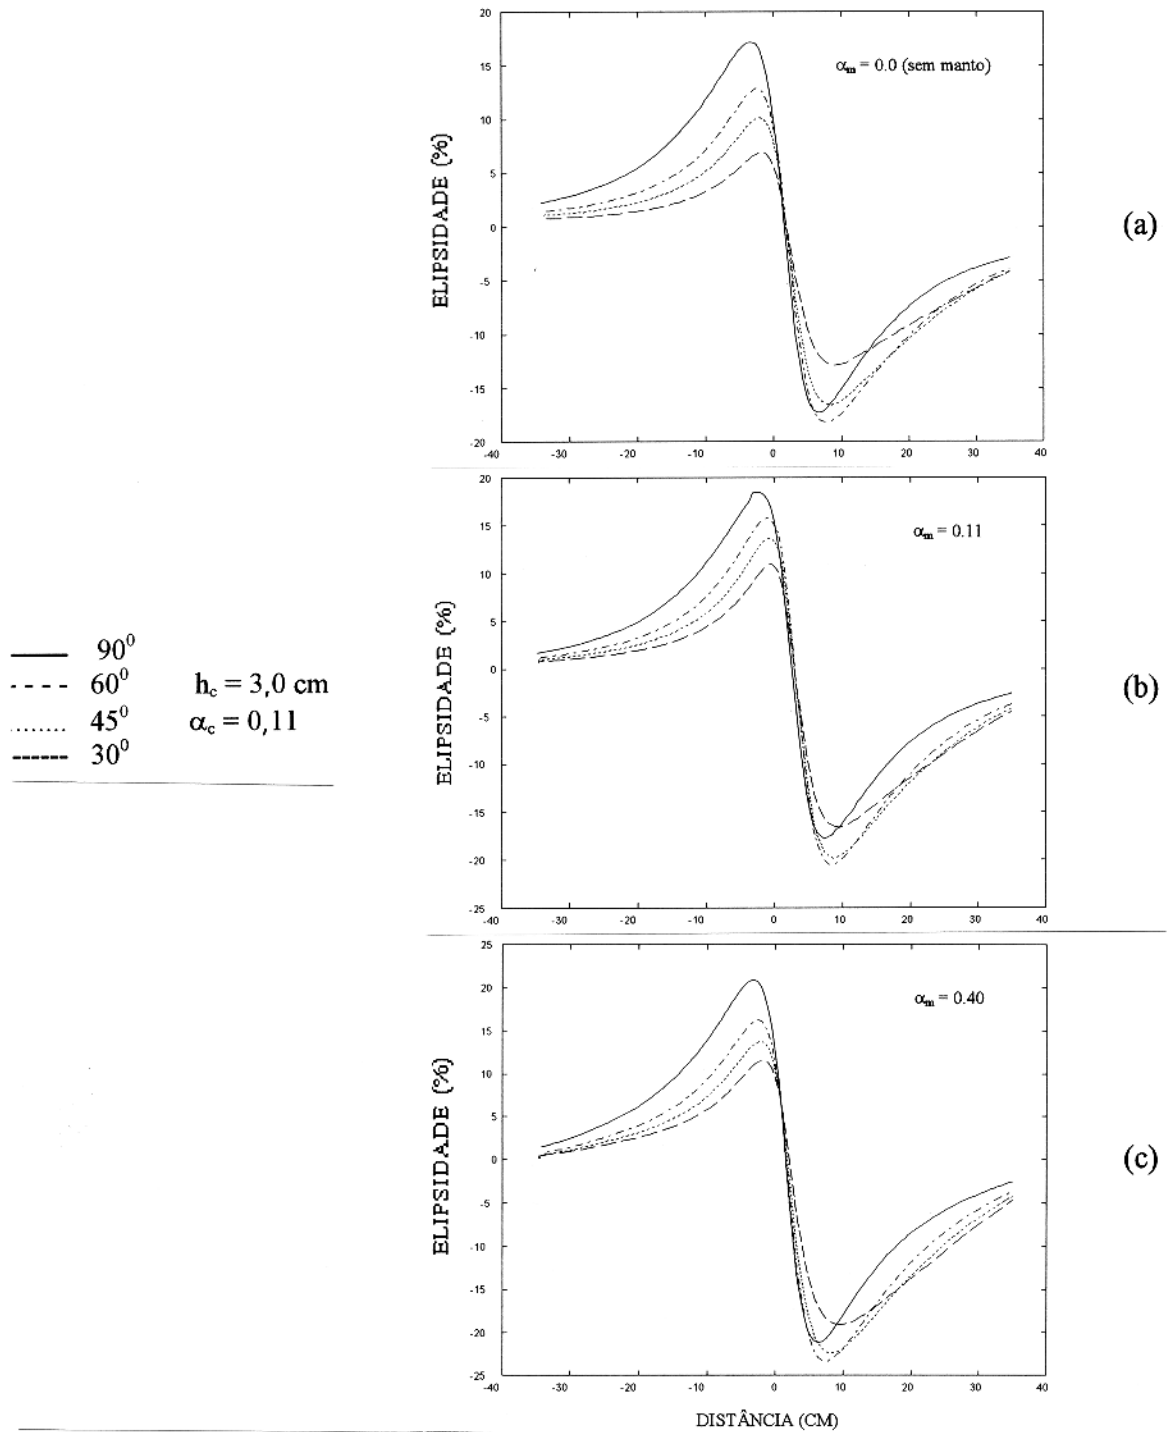 20
15
10
5
0
-5
-10
-15
-20
ELIPSIDADE (%)
αm = 0.0 (sem manto)
-40 -30 -20 -10 0 10 20 30 40
(a)
20
15
10
5
0
-5
-10
-15
-20
-25
ELIPSIDADE (%)
αm = 0.11
-40 -30 -20 -10 0 10 20 30 40
(b)
90⁰
60⁰ hc = 3,0 cm
45⁰ αc = 0,11
30⁰
25
20
15
10
5
0
-5
-10
-15
-20
-25
ELIPSIDADE (%)
αm = 0.40
-40 -30 -20 -10 0 10 20 30 40
(c)
DISTÂNCIA (CM)